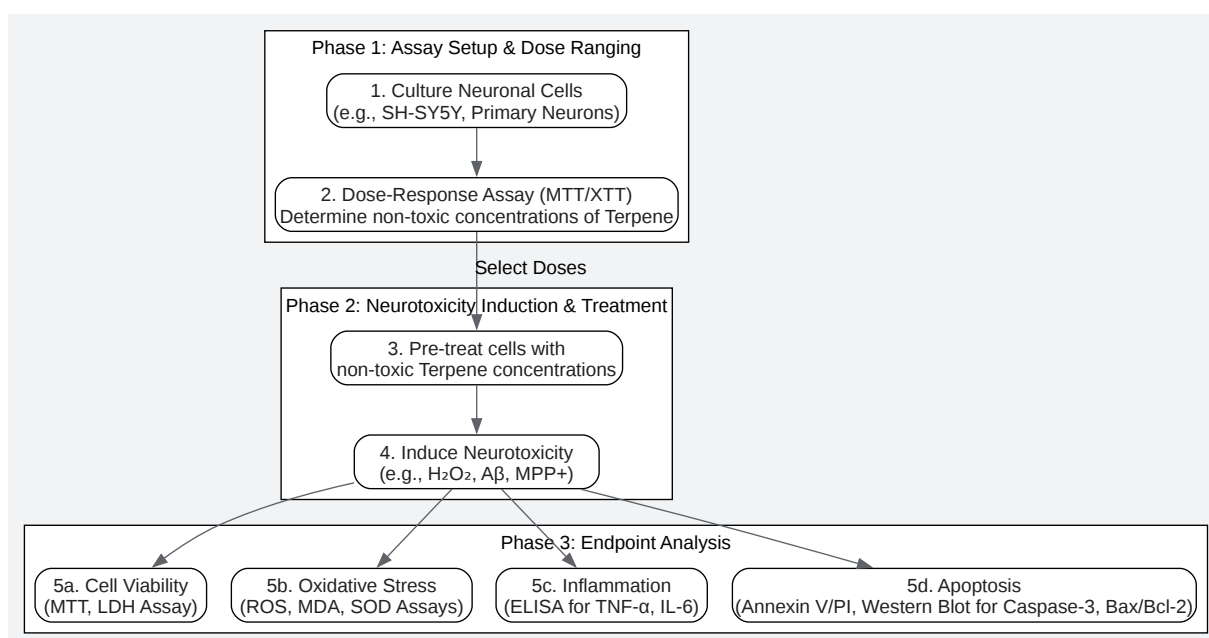 Phase 1: Assay Setup & Dose Ranging
1. Culture Neuronal Cells
(e.g., SH-SY5Y, Primary Neurons)
2. Dose-Response Assay (MTT/XTT)
Determine non-toxic concentrations of Terpene
Select Doses
Phase 2: Neurotoxicity Induction & Treatment
3. Pre-treat cells with
non-toxic Terpene concentrations
4. Induce Neurotoxicity
(e.g., H₂O₂, Aβ, MPP+)
Phase 3: Endpoint Analysis
5a. Cell Viability
(MTT, LDH Assay)
5b. Oxidative Stress
(ROS, MDA, SOD Assays)
5c. Inflammation
(ELISA for TNF-α, IL-6)
5d. Apoptosis
(Annexin V/PI, Western Blot for Caspase-3, Bax/Bcl-2)